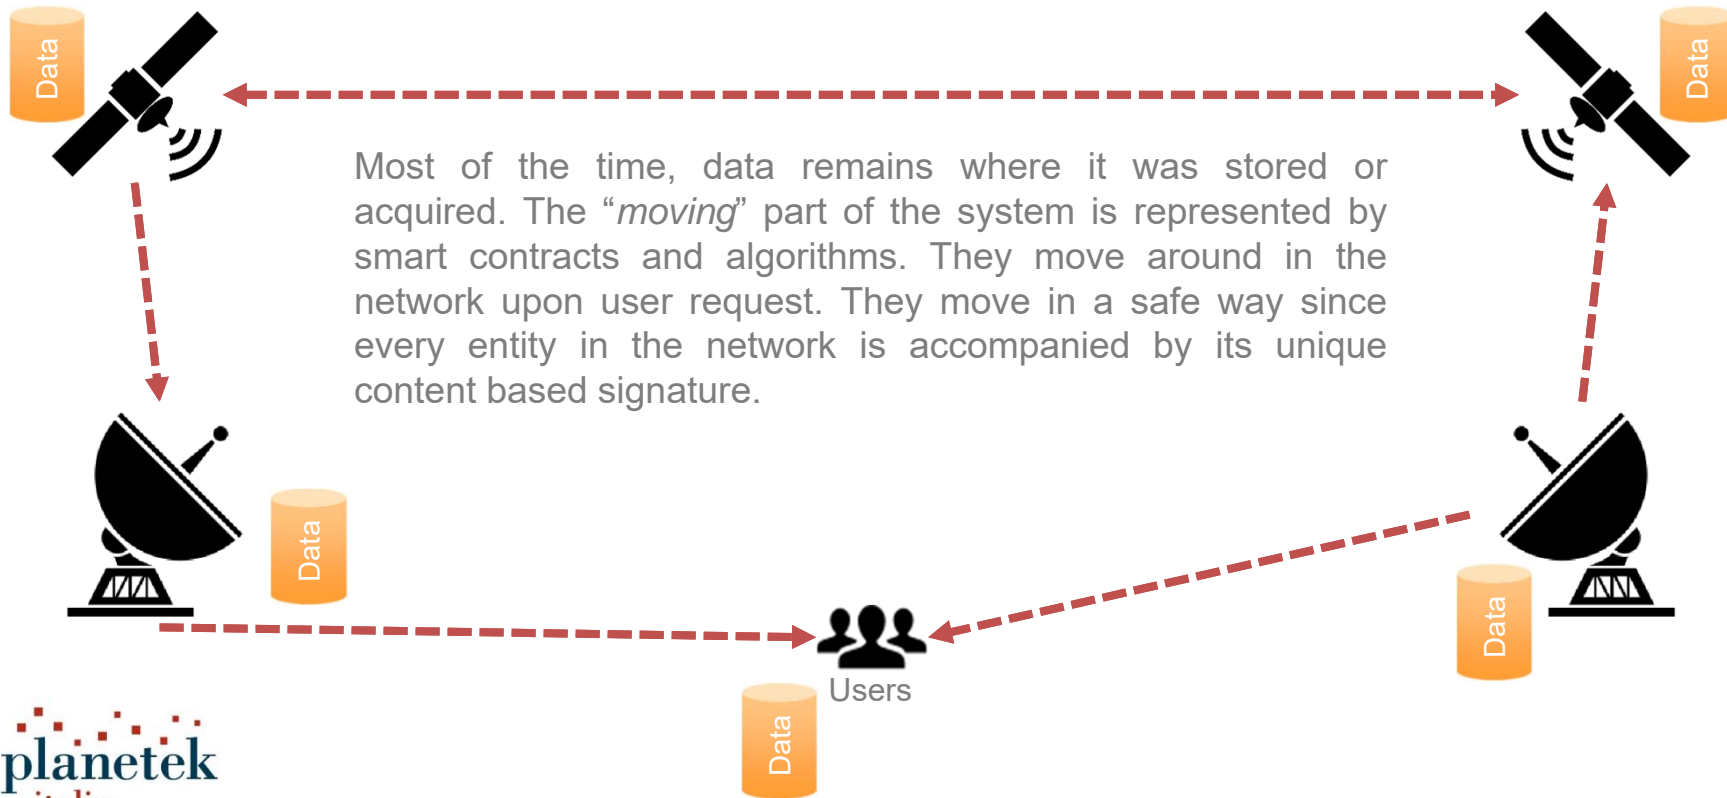 Data
Data
Most of the time, data remains where it was stored or
acquired. The “moving” part of the system is represented by
smart contracts and algorithms. They move around in the
network upon user request. They move in a safe way since
every entity in the network is accompanied by its unique
content based signature.
Data
Data
Users
Data
planetek